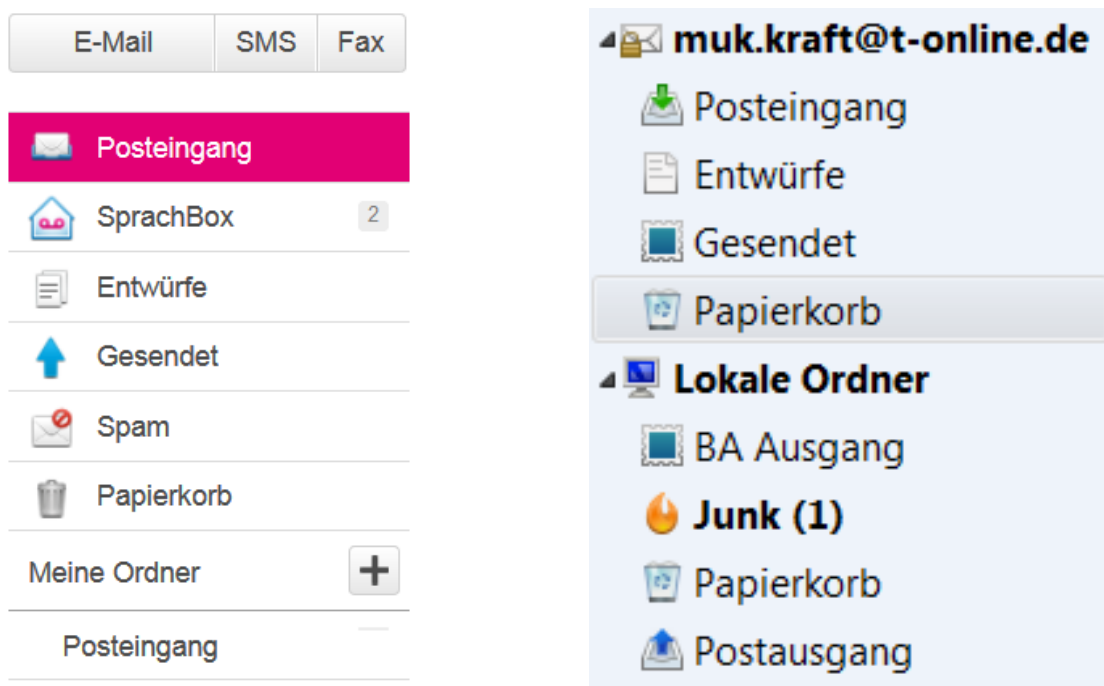 E-Mail SMS Fax
Posteingang
SprachBox 2
Entwürfe
Gesendet
Spam
Papierkorb
Meine Ordner
Posteingang
muk.kraft@t-online.de
Posteingang
Entwürfe
Gesendet
Papierkorb
Lokale Ordner
BA Ausgang
Junk (1)
Papierkorb
Postausgang